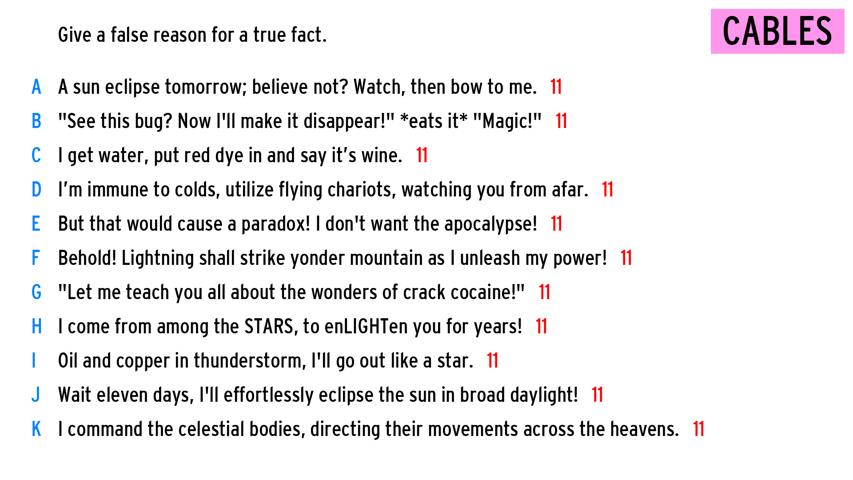 Give a false reason for a true fact.
CABLES
A A sun eclipse tomorrow; believe not? Watch, then bow to me. 11
B "See this bug? Now I'll make it disappear!" *eats it* "Magic!" 11
C I get water, put red dye in and say it's wine. 11
D I'm immune to colds, utilize flying chariots, watching you from afar. 11
E But that would cause a paradox! I don't want the apocalypse! 11
F Behold! Lightning shall strike yonder mountain as I unleash my power! 11
G "Let me teach you all about the wonders of crack cocaine!" 11
H I come from among the STARS, to enLIGHTen you for years! 11
I Oil and copper in thunderstorm, I'll go out like a star. 11
J Wait eleven days, I'll effortlessly eclipse the sun in broad daylight! 11
K I command the celestial bodies, directing their movements across the heavens. 11